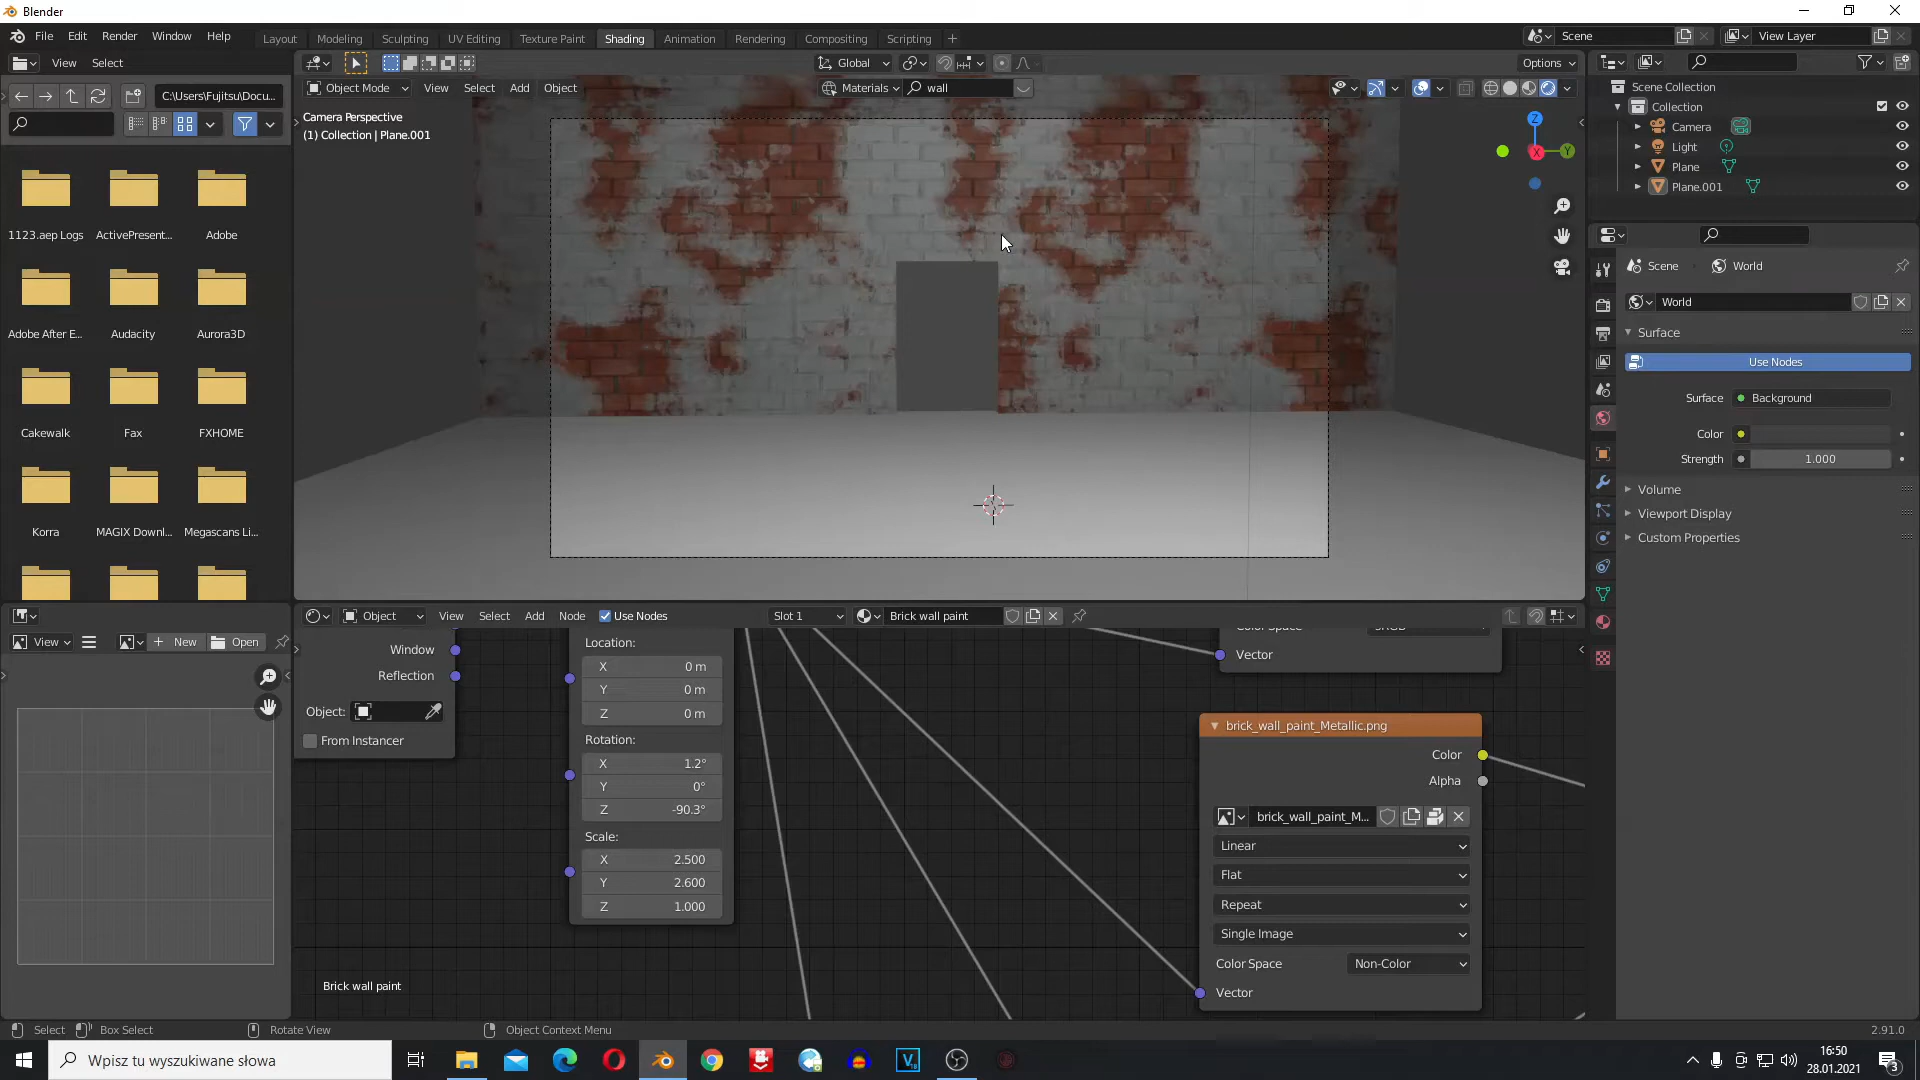 Blender
File Edit Render Window Help
Layout Modeling Sculpting UV Editing Texture Paint Shading Animation Rendering Compositing Scripting
Scene
View Layer
View Select
Global
Options
C:\Users\Fujitsu\Docu...
Object Mode View Select Add Object
Materials wall
Scene Collection
Collection
Camera
Light
Plane
Plane.001
Camera Perspective
(1) Collection | Plane.001
Z
X
Y
1123.aep Logs ActivePresent... Adobe
Adobe After E... Audacity Aurora3D
Cakewalk Fax FXHOME
Korra MAGIX Downl... Megascans Li...
Scene World
World
Surface
Use Nodes
Surface Background
Color
Strength 1.000
Volume
Viewport Display
Custom Properties
Object View Select Add Node Use Nodes Slot 1 Brick wall paint
View New Open
Window
Reflection
Object:
From Instancer
Location:
X 0 m
Y 0 m
Z 0 m
Rotation:
X 1.2°
Y 0°
Z -90.3°
Scale:
X 2.500
Y 2.600
Z 1.000
Vector
brick_wall_paint_Metallic.png
Color
Alpha
brick_wall_paint_M...
Linear
Flat
Repeat
Single Image
Color Space Non-Color
Vector
Brick wall paint
Select Box Select Rotate View Object Context Menu 2.91.0
Wpisz tu wyszukiwane słowa
16:50
28.01.2021
3